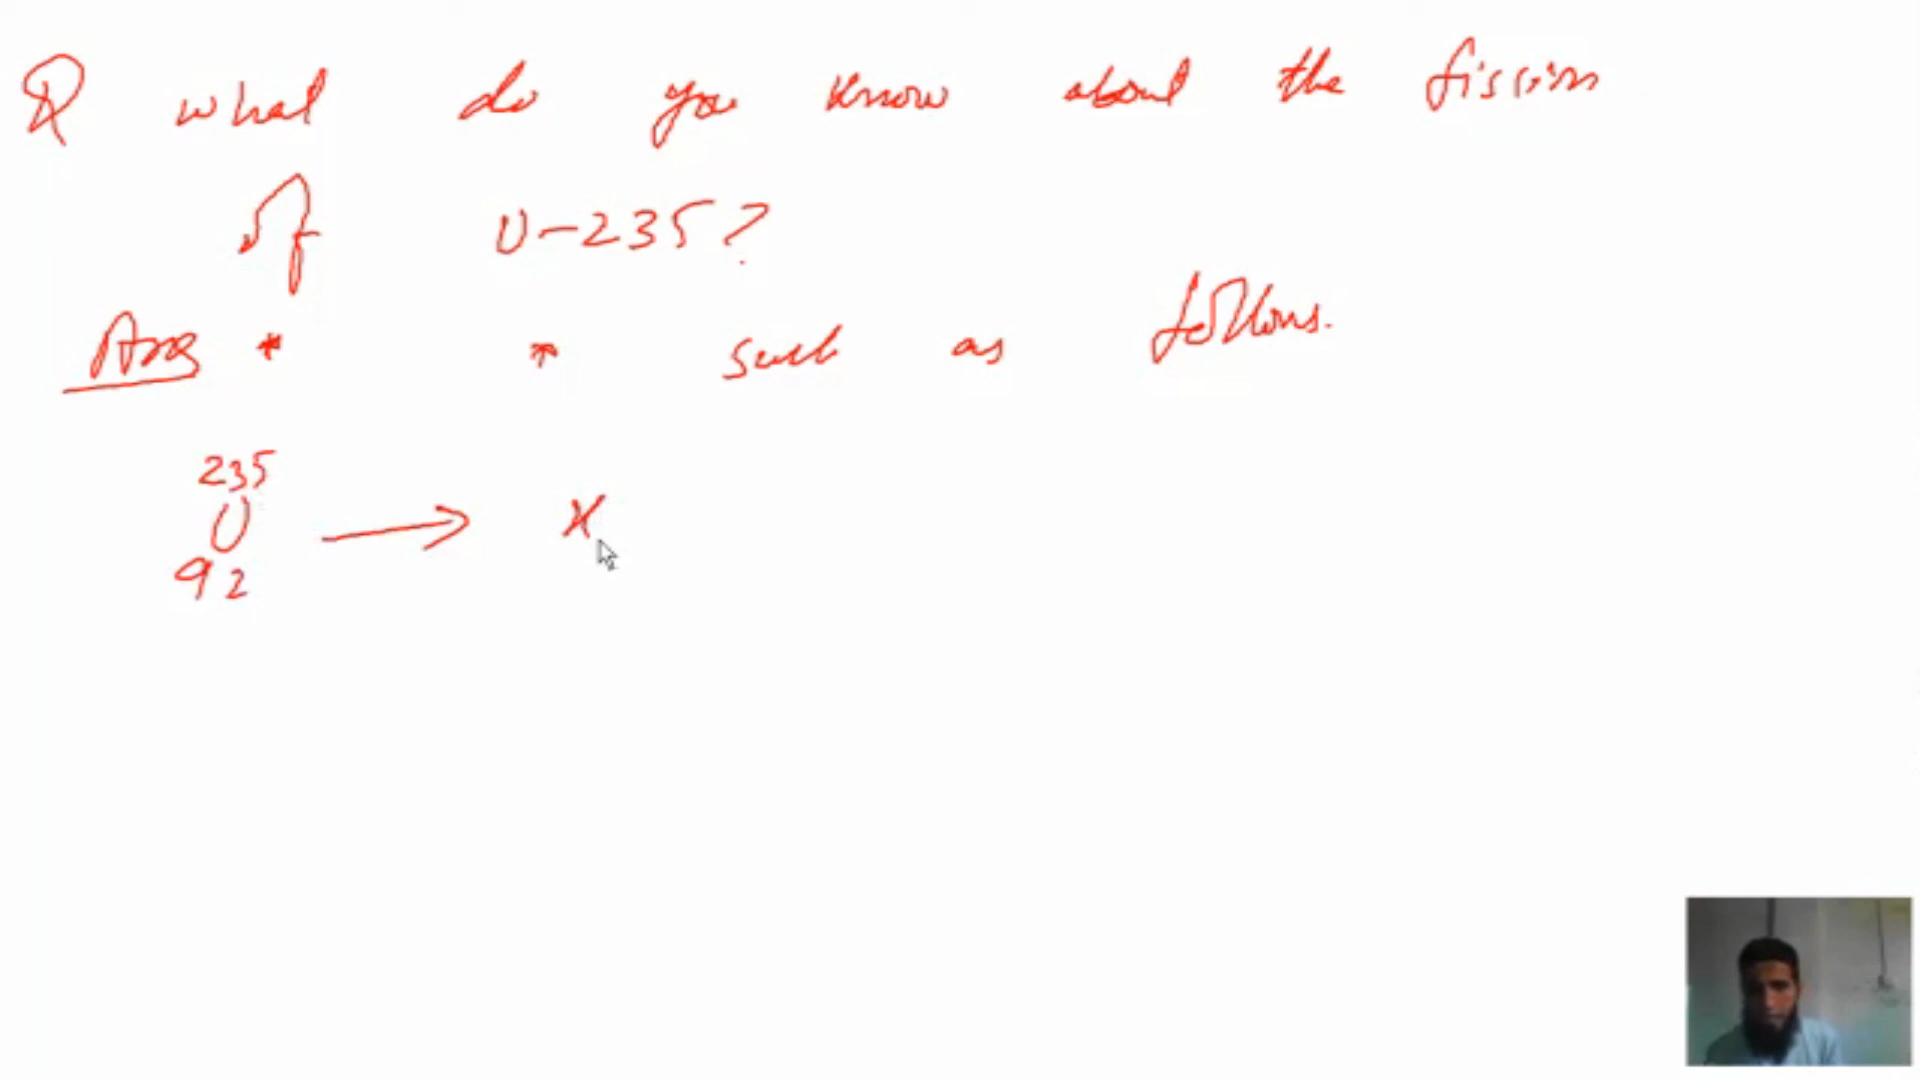 Q what do you know about the fission
of U-235?
Ans * * such as follows.
235
U → X
92